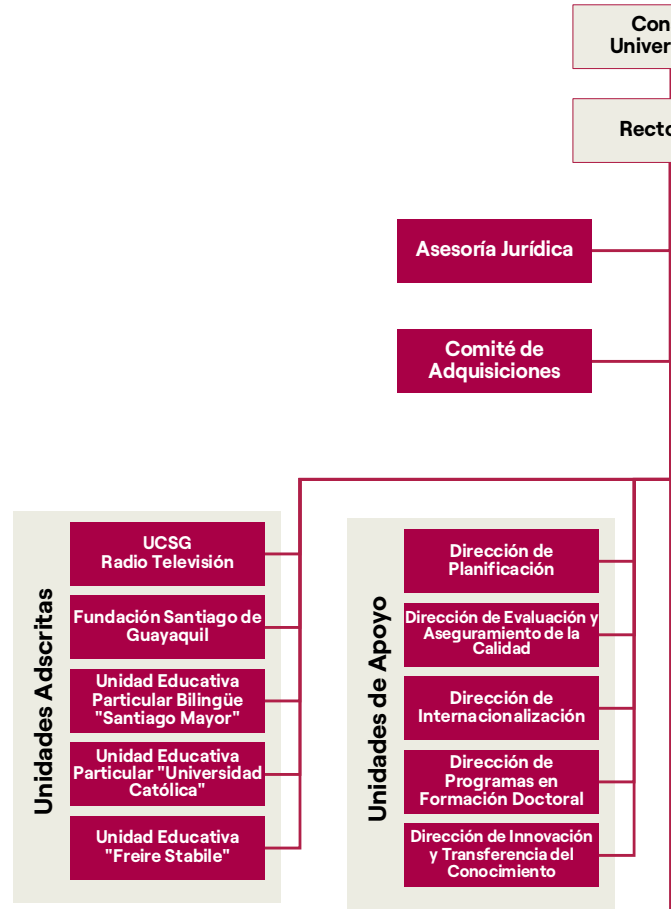 Con
Univer
Recto
Asesoría Jurídica
Comité de
Adquisiciones
Unidades Adscritas
UCSG
Radio Televisión
Fundación Santiago de
Guayaquil
Unidad Educativa
Particular Bilingüe
"Santiago Mayor"
Unidad Educativa
Particular "Universidad
Católica"
Unidad Educativa
"Freire Stabile"
Unidades de Apoyo
Dirección de
Planificación
Dirección de Evaluación y
Aseguramiento de la
Calidad
Dirección de
Internacionalización
Dirección de
Programas en
Formación Doctoral
Dirección de Innovación
y Transferencia del
Conocimiento